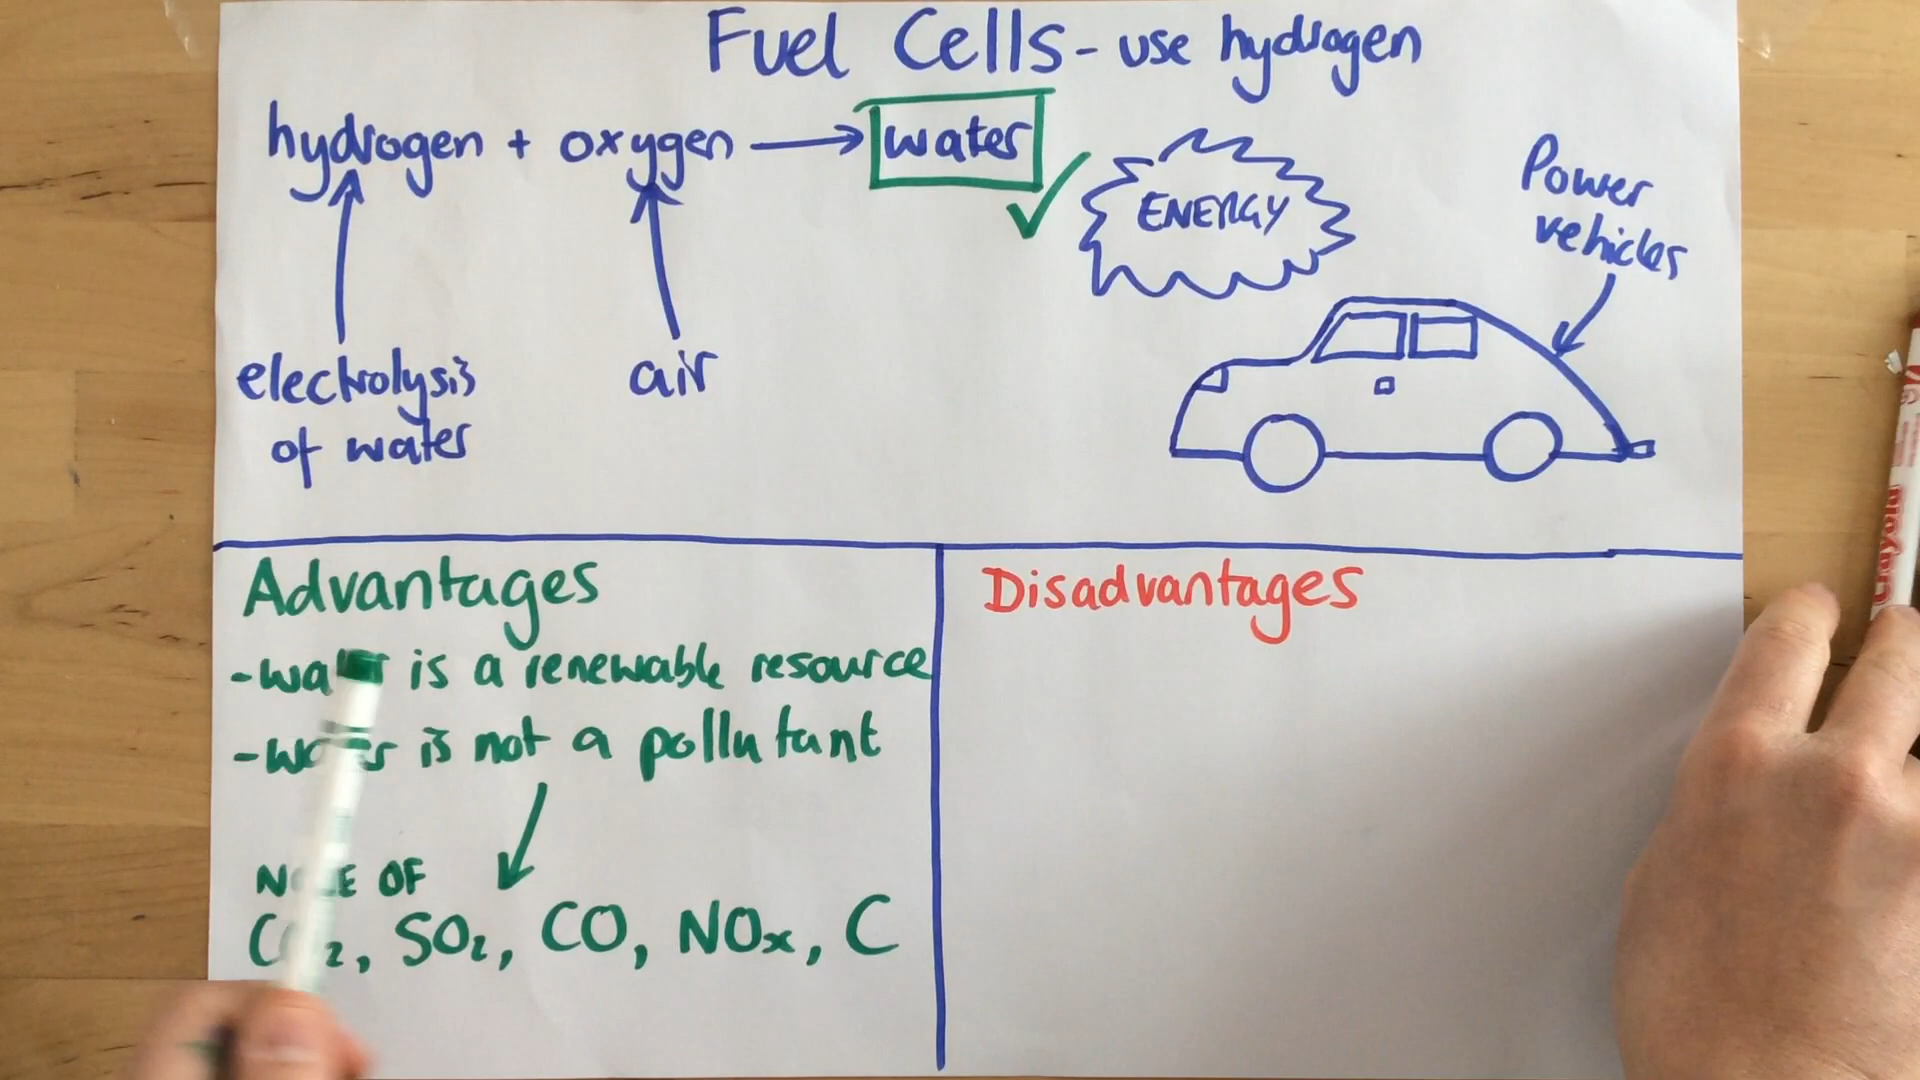 Fuel Cells - use hydrogen
hydrogen + oxygen → water
ENERGY
Power
vehicles
electrolysis
of water
air
Advantages
- is a renewable resource
- is not a pollutant
OF
SO₂, CO, NOx, C
Disadvantages
Crayola